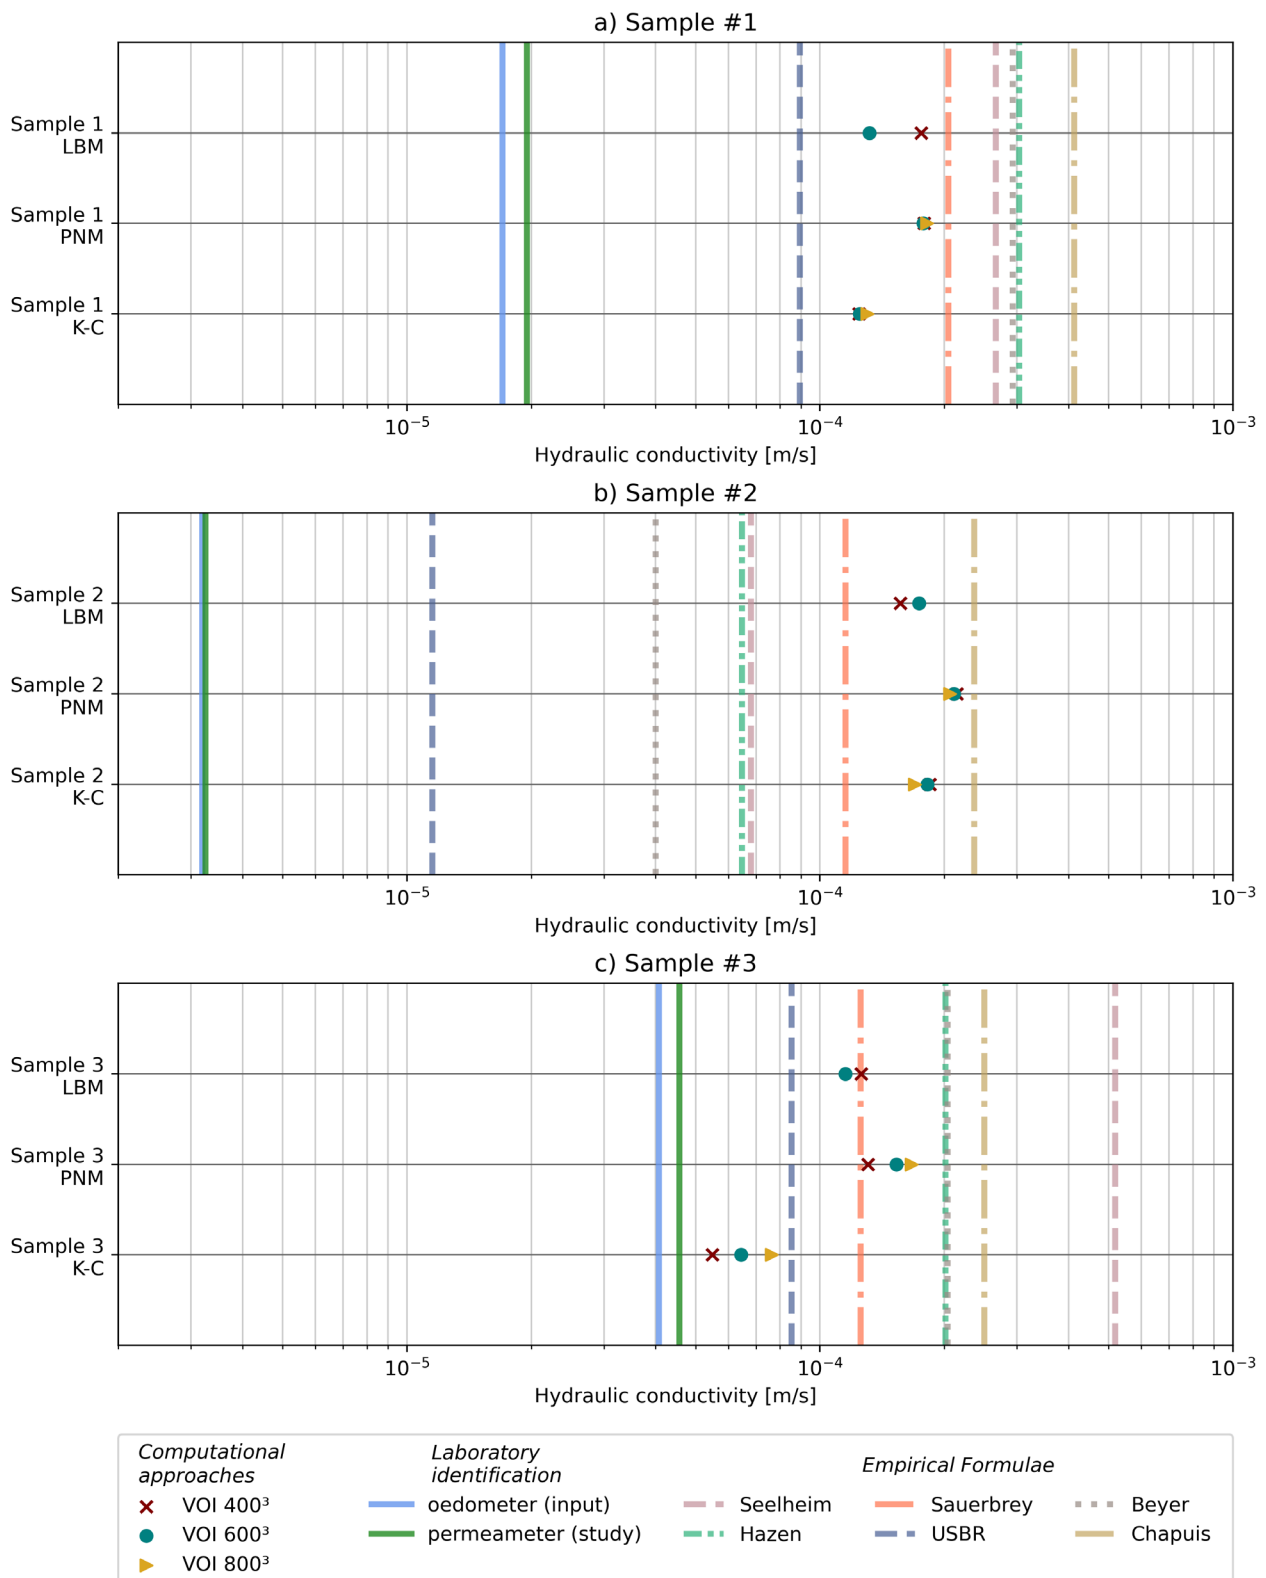 a) Sample #1
Sample 1
LBM
Sample 1
PNM
Sample 1
K-C
10⁻⁵ 10⁻⁴ 10⁻³
Hydraulic conductivity [m/s]
b) Sample #2
Sample 2
LBM
Sample 2
PNM
Sample 2
K-C
10⁻⁵ 10⁻⁴ 10⁻³
Hydraulic conductivity [m/s]
c) Sample #3
Sample 3
LBM
Sample 3
PNM
Sample 3
K-C
10⁻⁵ 10⁻⁴ 10⁻³
Hydraulic conductivity [m/s]
Computational
approaches
VOI 400³
VOI 600³
VOI 800³
Laboratory
identification
oedometer (input)
permeameter (study)
Empirical Formulae
Seelheim Sauerbrey Beyer
Hazen USBR Chapuis